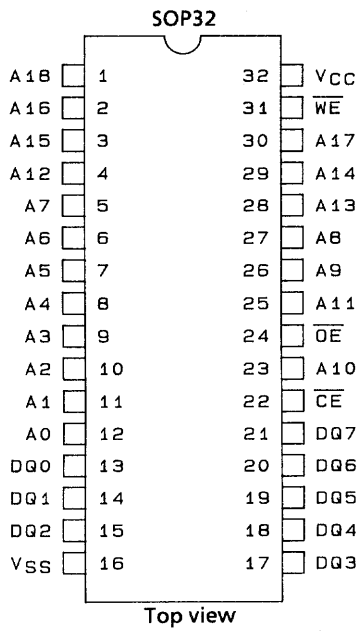 SOP32
A18 1 32 VCC
A16 2 31 W̅E̅
A15 3 30 A17
A12 4 29 A14
A7 5 28 A13
A6 6 27 A8
A5 7 26 A9
A4 8 25 A11
A3 9 24 O̅E̅
A2 10 23 A10
A1 11 22 C̅E̅
A0 12 21 DQ7
DQ0 13 20 DQ6
DQ1 14 19 DQ5
DQ2 15 18 DQ4
VSS 16 17 DQ3
Top view